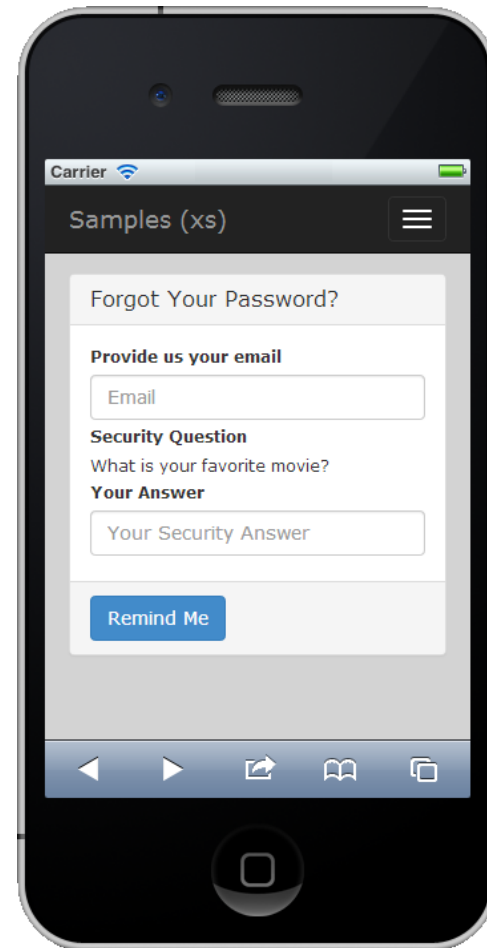 Carrier
Samples (xs)
Forgot Your Password?
Provide us your email
Email
Security Question
What is your favorite movie?
Your Answer
Your Security Answer
Remind Me